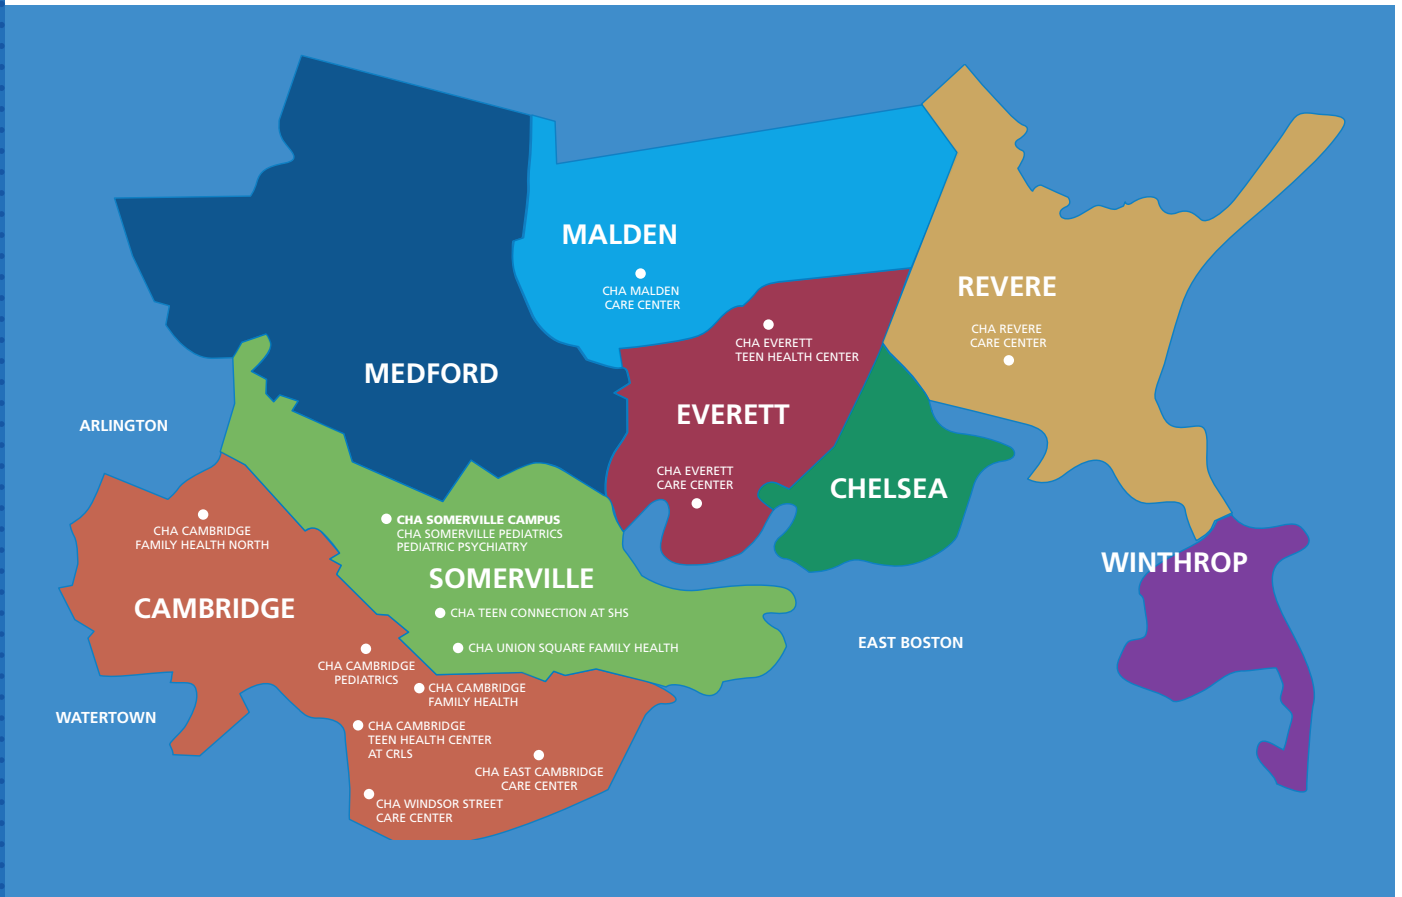 MALDEN
CHA MALDEN
CARE CENTER
REVERE
CHA REVERE
CARE CENTER
CHA EVERETT
TEEN HEALTH CENTER
MEDFORD
EVERETT
ARLINGTON
CHA EVERETT
CARE CENTER
CHELSEA
CHA CAMBRIDGE
FAMILY HEALTH NORTH
CHA SOMERVILLE CAMPUS
CHA SOMERVILLE PEDIATRICS
PEDIATRIC PSYCHIATRY
WINTHROP
SOMERVILLE
CAMBRIDGE
CHA TEEN CONNECTION AT SHS
EAST BOSTON
CHA UNION SQUARE FAMILY HEALTH
CHA CAMBRIDGE
PEDIATRICS
CHA CAMBRIDGE
FAMILY HEALTH
WATERTOWN
CHA CAMBRIDGE
TEEN HEALTH CENTER
AT CRLS
CHA EAST CAMBRIDGE
CARE CENTER
CHA WINDSOR STREET
CARE CENTER